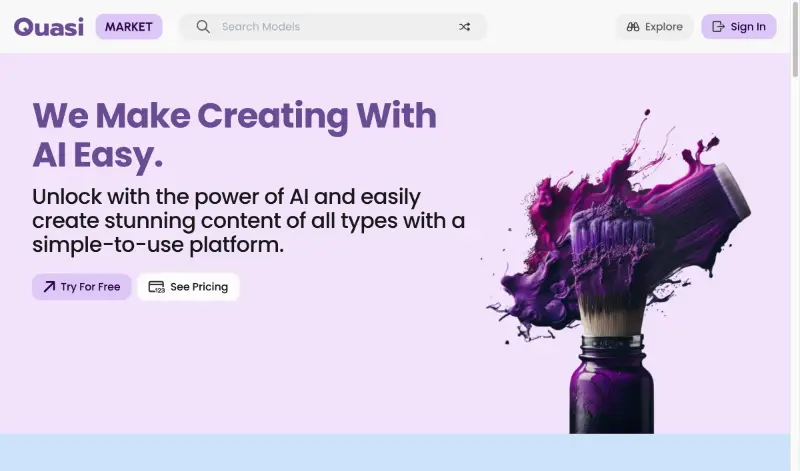 Quasi MARKET Search Models Explore Sign In
We Make Creating With
AI Easy.
Unlock with the power of AI and easily
create stunning content of all types with a
simple-to-use platform.
Try For Free 123 See Pricing